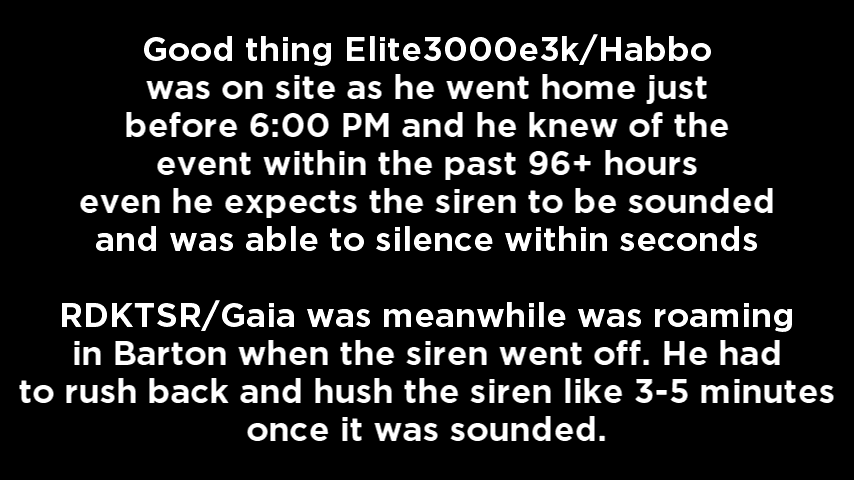 Good thing Elite3000e3k/Habbo
was on site as he went home just
before 6:00 PM and he knew of the
event within the past 96+ hours
even he expects the siren to be sounded
and was able to silence within seconds
RDKTSR/Gaia was meanwhile was roaming
in Barton when the siren went off. He had
to rush back and hush the siren like 3-5 minutes
once it was sounded.